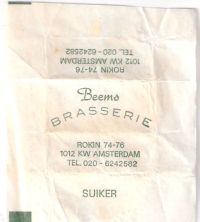 TEL. 020 - 6242582
1012 KW AMSTERDAM
ROKIN 74-76
Beems
BRASSERIE
ROKIN 74-76
1012 KW AMSTERDAM
TEL. 020 - 6242582
SUIKER